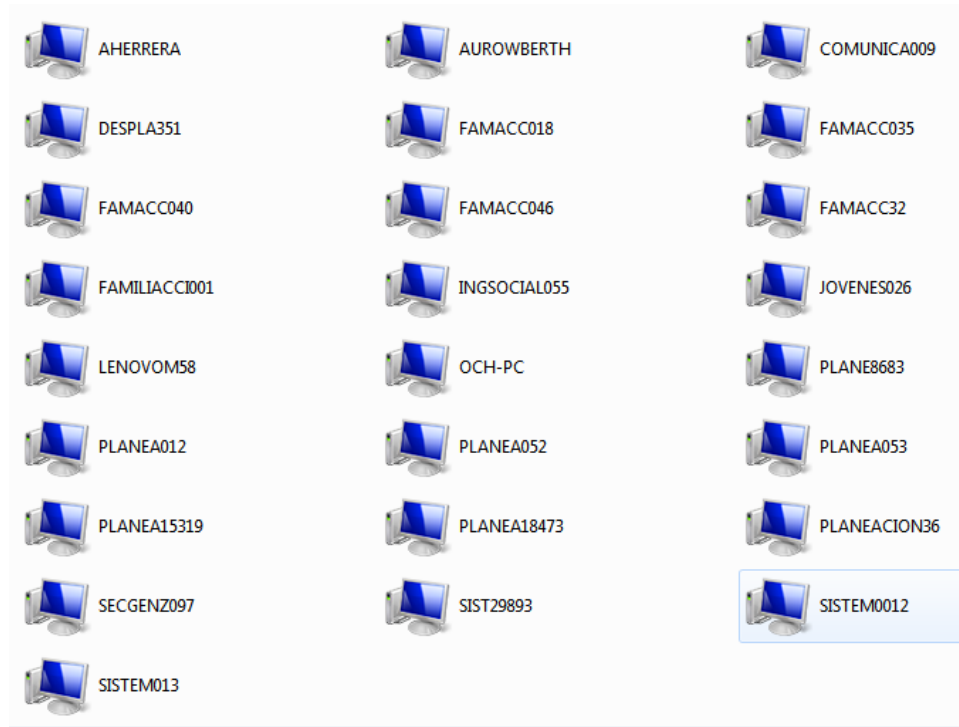 AHERRERA
AUROWBERTH
COMUNICA009
DESPLA351
FAMACC018
FAMACC035
FAMACC040
FAMACC046
FAMACC32
FAMILIACCI001
INGSOCIAL055
JOVENES026
LENOVOM58
OCH-PC
PLANE8683
PLANEA012
PLANEA052
PLANEA053
PLANEA15319
PLANEA18473
PLANEACION36
SECGENZ097
SIST29893
SISTEM0012
SISTEM013